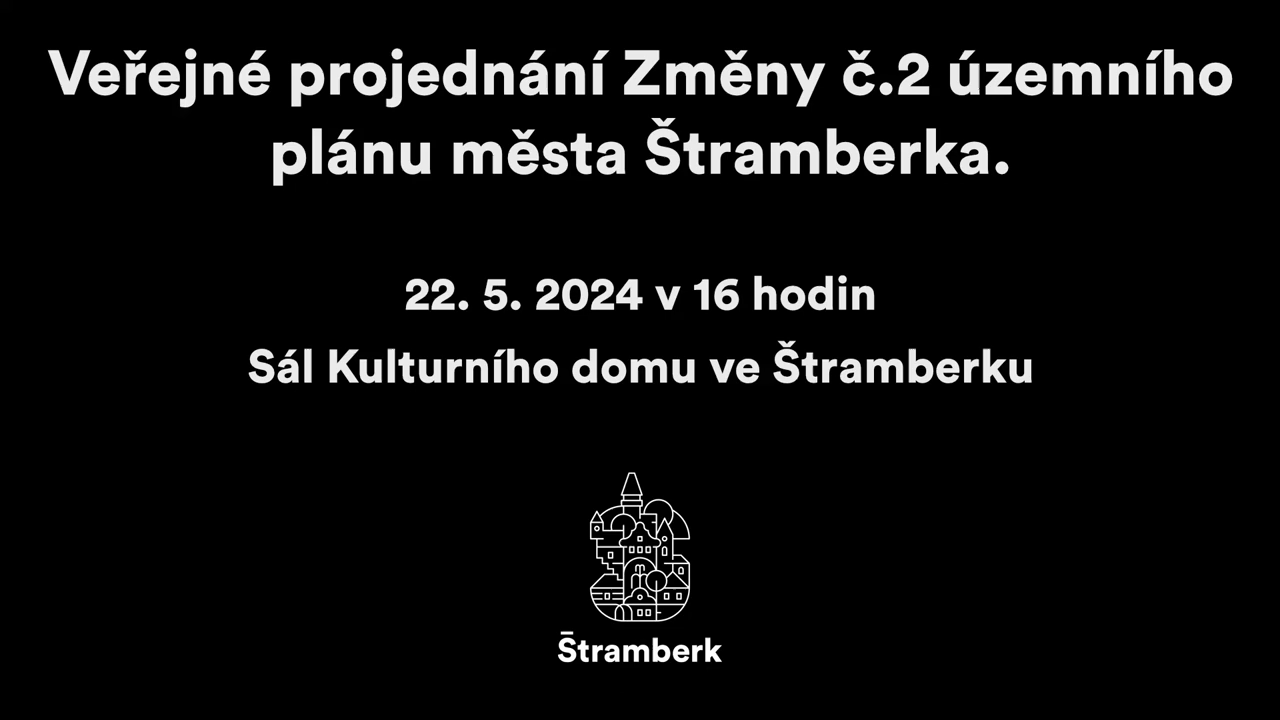 Veřejné projednání Změny č.2 územního
plánu města Štramberka.
22. 5. 2024 v 16 hodin
Sál Kulturního domu ve Štramberku
Štramberk